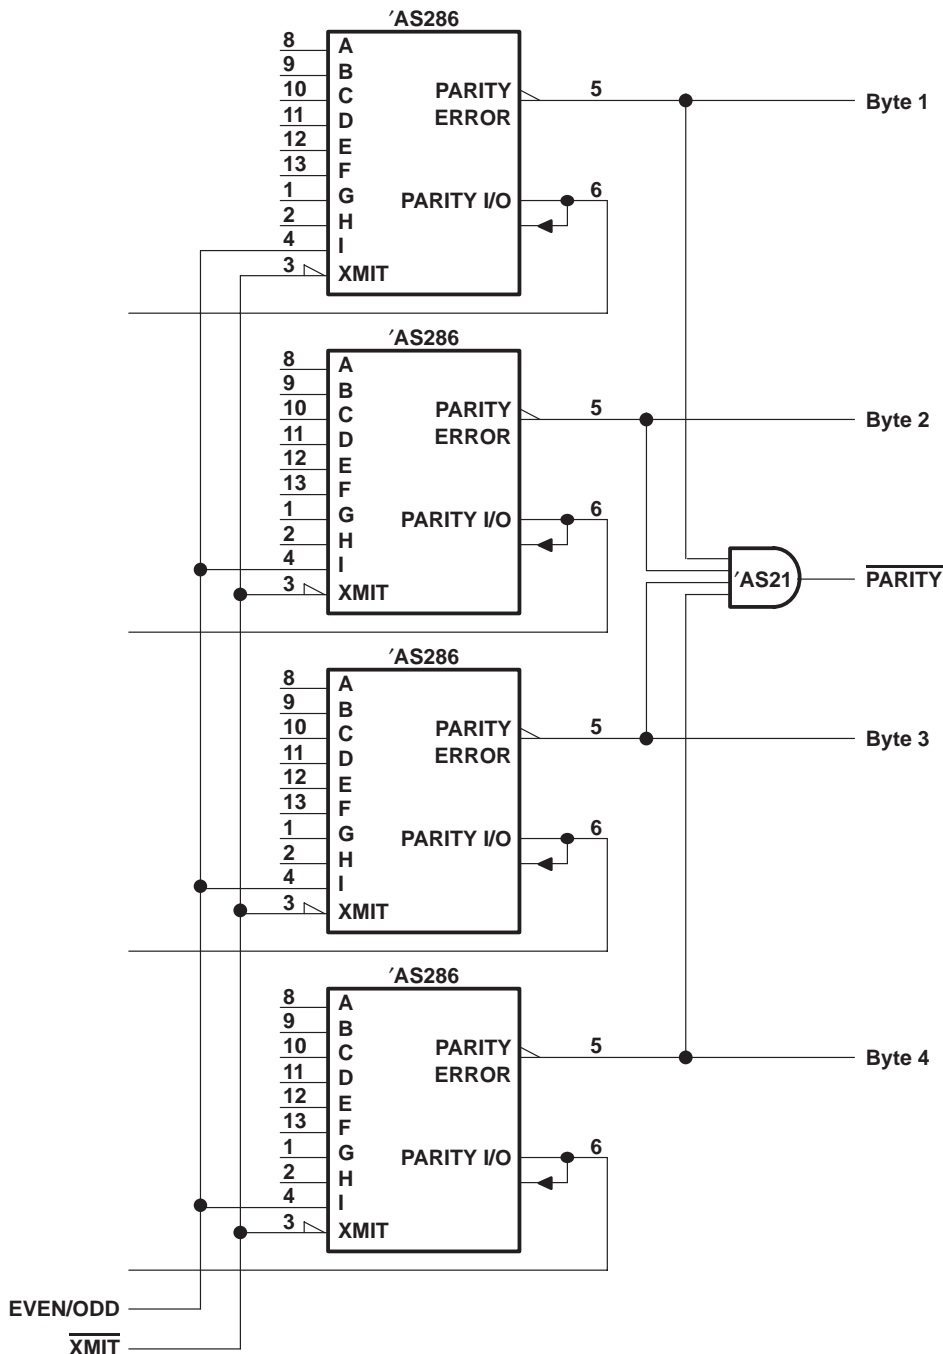 ′AS286
8 A
9 B
10 C
11 D
12 E
13 F
1 G
2 H
4 I
3 XMIT
PARITY
ERROR
5
PARITY I/O
6
Byte 1
′AS286
8 A
9 B
10 C
11 D
12 E
13 F
1 G
2 H
4 I
3 XMIT
PARITY
ERROR
5
PARITY I/O
6
Byte 2
′AS21
PARITY
′AS286
8 A
9 B
10 C
11 D
12 E
13 F
1 G
2 H
4 I
3 XMIT
PARITY
ERROR
5
PARITY I/O
6
Byte 3
′AS286
8 A
9 B
10 C
11 D
12 E
13 F
1 G
2 H
4 I
3 XMIT
PARITY
ERROR
5
PARITY I/O
6
Byte 4
EVEN/ODD
XMIT